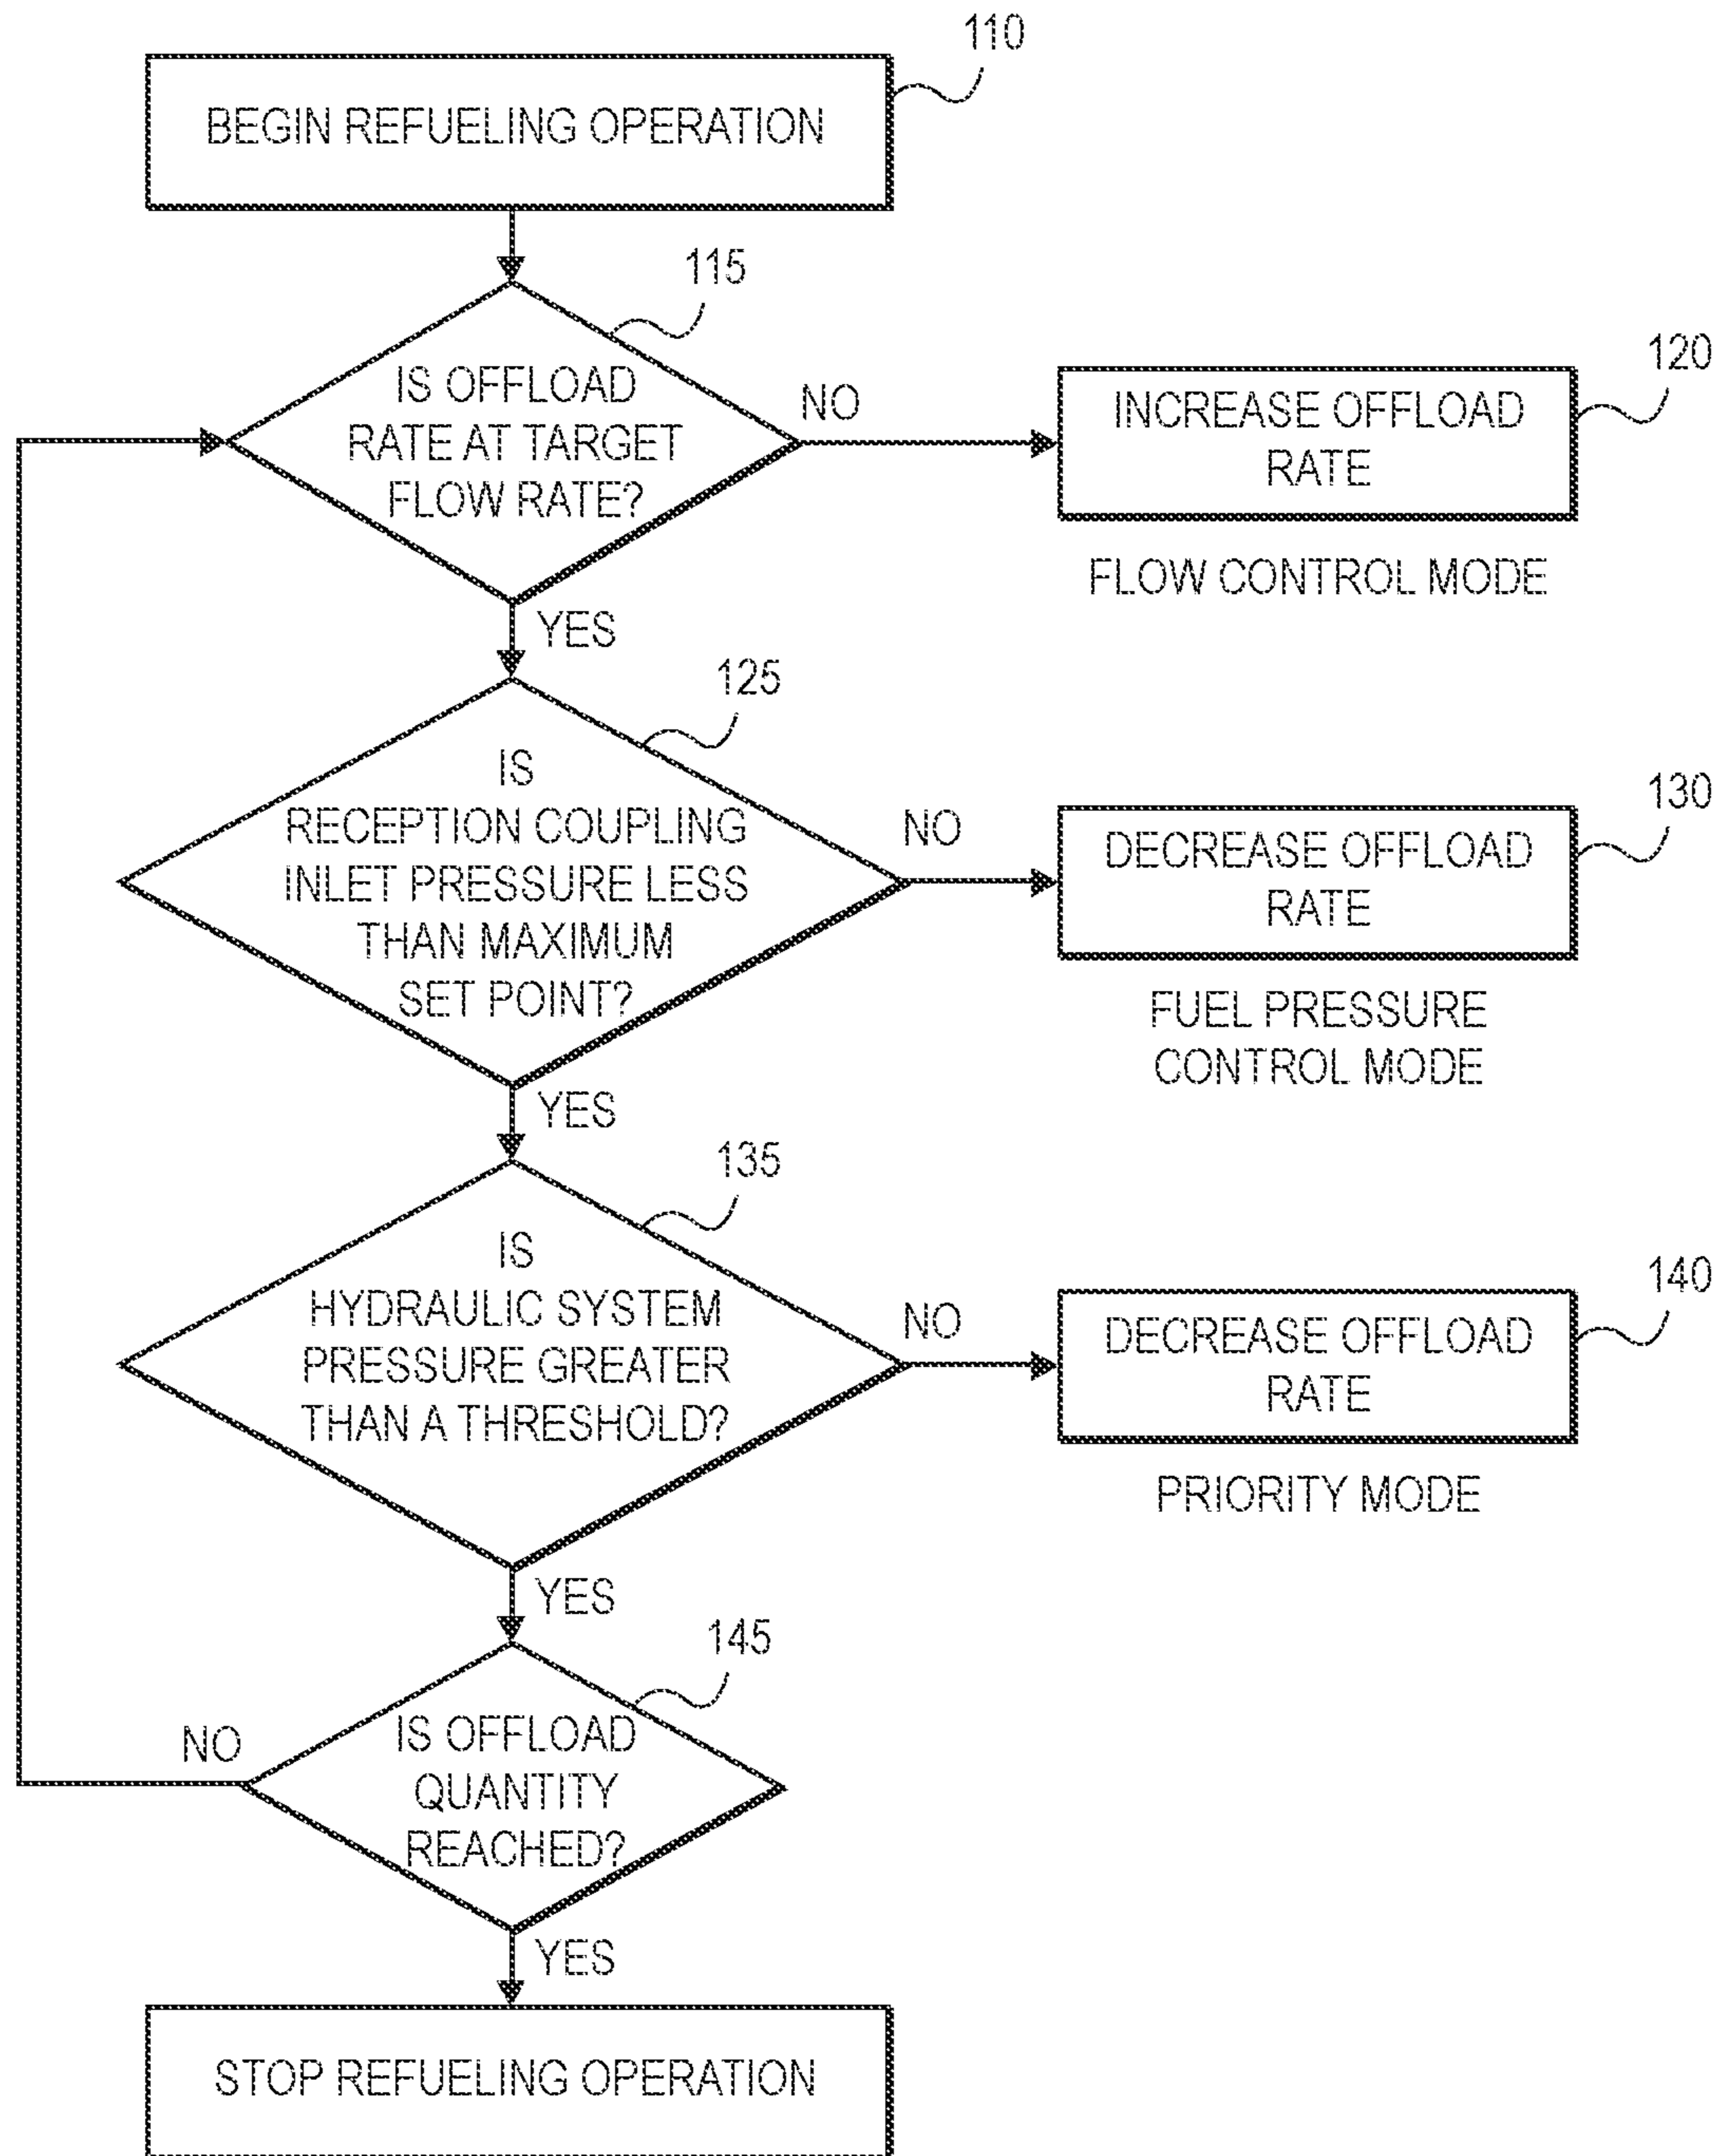 110
BEGIN REFUELING OPERATION
115
IS OFFLOAD
RATE AT TARGET
FLOW RATE?
NO
120
INCREASE OFFLOAD
RATE
FLOW CONTROL MODE
YES
125
IS
RECEPTION COUPLING
INLET PRESSURE LESS
THAN MAXIMUM
SET POINT?
NO
130
DECREASE OFFLOAD
RATE
FUEL PRESSURE
CONTROL MODE
YES
135
IS
HYDRAULIC SYSTEM
PRESSURE GREATER
THAN A THRESHOLD?
NO
140
DECREASE OFFLOAD
RATE
PRIORITY MODE
YES
145
IS OFFLOAD
QUANTITY
REACHED?
NO
YES
STOP REFUELING OPERATION